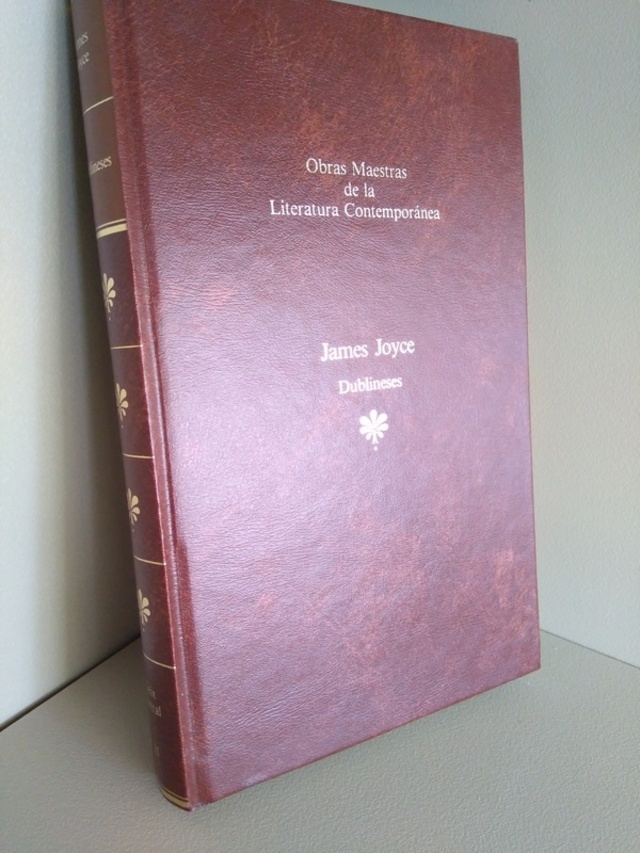 Obras Maestras
de la
Literatura Contemporánea
James Joyce
Dublineses